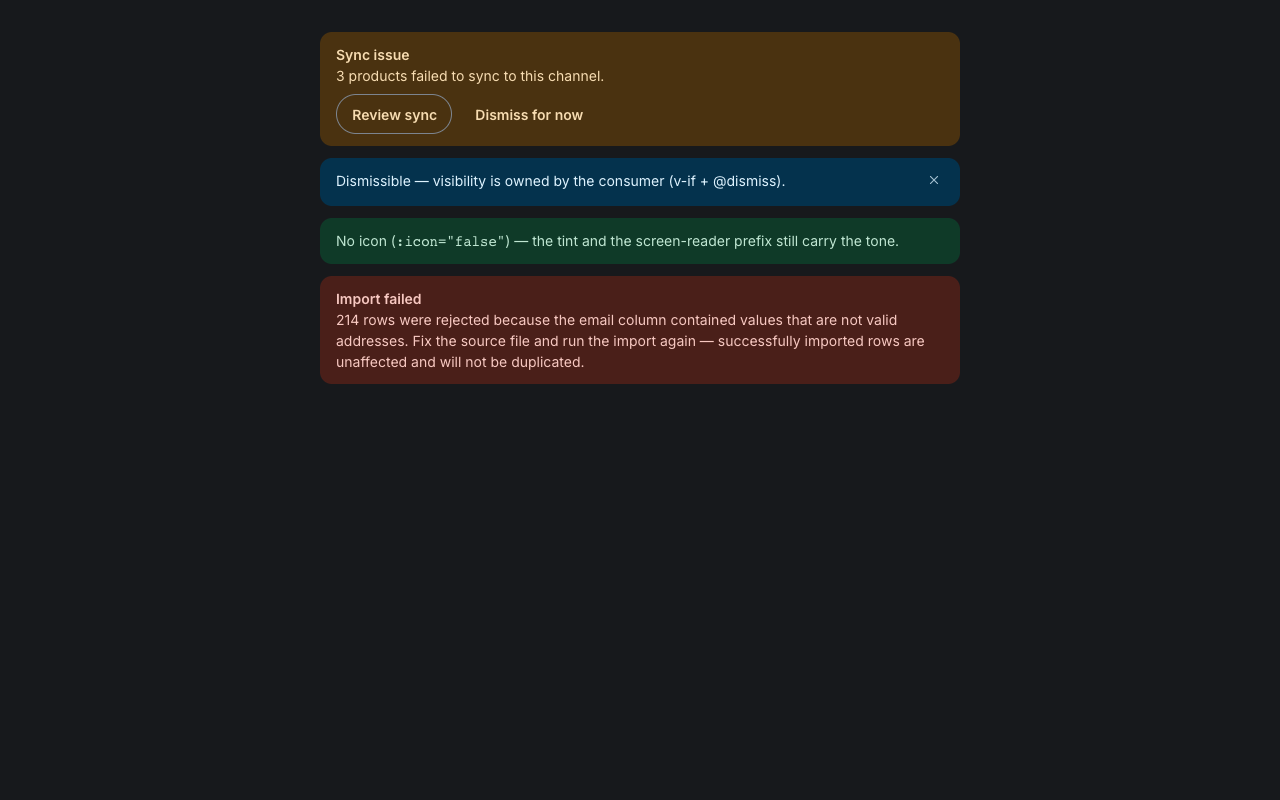 Sync issue
3 products failed to sync to this channel.
Review sync
Dismiss for now
Dismissible — visibility is owned by the consumer (v-if + @dismiss).
No icon (:icon="false") — the tint and the screen-reader prefix still carry the tone.
Import failed
214 rows were rejected because the email column contained values that are not valid
addresses. Fix the source file and run the import again — successfully imported rows are
unaffected and will not be duplicated.